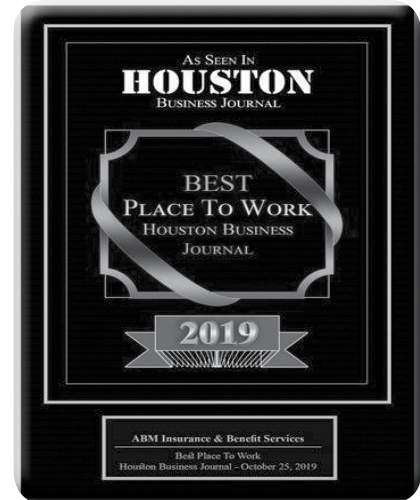 As Seen In
HOUSTON
Business Journal
BEST
Place To Work
Houston Business
Journal
2019
ABM Insurance & Benefit Services
Best Place To Work
Houston Business Journal - October 25, 2019